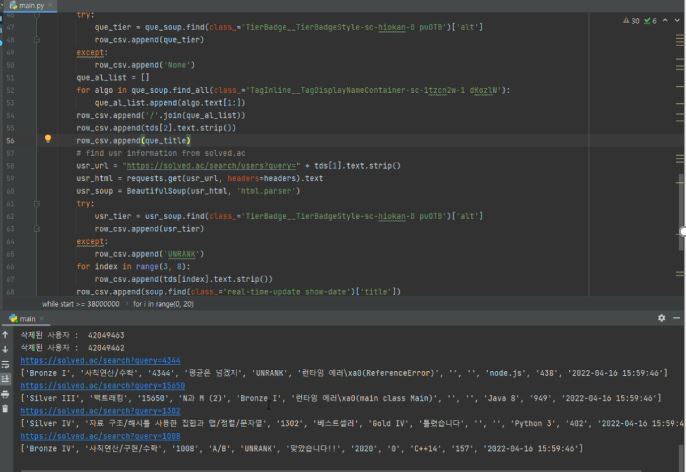 main.py
30 6
46 try:
47 que_tier = que_soup.find(class_='TierBadge__TierBadgeStyle-sc-hiokan-0 puOTB')['alt']
48 row_csv.append(que_tier)
49 except:
50 row_csv.append('None')
51 que_al_list = []
52 for algo in que_soup.find_all(class_='TagInline__TagDisplayNameContainer-sc-1tzcn2w-1 dKozlN'):
53 que_al_list.append(algo.text[1:])
54 row_csv.append('/'.join(que_al_list))
55 row_csv.append(tds[2].text.strip())
56 row_csv.append(que_title)
57 # find usr information from solved.ac
58 usr_url = "https://solved.ac/search/users?query=" + tds[1].text.strip()
59 usr_html = requests.get(usr_url, headers=headers).text
60 usr_soup = BeautifulSoup(usr_html, 'html.parser')
61 try:
62 usr_tier = usr_soup.find(class_='TierBadge__TierBadgeStyle-sc-hiokan-0 puOTB')['alt']
63 row_csv.append(usr_tier)
64 except:
65 row_csv.append('UNRANK')
66 for index in range(3, 8):
67 row_csv.append(tds[index].text.strip())
68 row_csv.append(soup.find(class_='real-time-update show-date')['title'])
while start >= 38000000 › for i in range(0, 20)
main
삭제된 사용자 : 42049463
삭제된 사용자 : 42049462
https://solved.ac/search?query=4344
['Bronze I', '사칙연산/수학', '4344', '평균은 넘겠지', 'UNRANK', '런타임 에러\xa0(ReferenceError)', '', '', 'node.js', '438', '2022-04-16 15:59:46']
https://solved.ac/search?query=15650
['Silver III', '백트래킹', '15650', 'N과 M (2)', 'Bronze I', '런타임 에러\xa0(main class Main)', '', '', 'Java 8', '949', '2022-04-16 15:59:46']
https://solved.ac/search?query=1302
['Silver IV', '자료 구조/해시를 사용한 집합과 맵/정렬/문자열', '1302', '베스트셀러', 'Gold IV', '틀렸습니다', '', '', 'Python 3', '402', '2022-04-16 15:59:46']
https://solved.ac/search?query=1008
['Bronze IV', '사칙연산/구현/수학', '1008', 'A/B', 'UNRANK', '맞았습니다!!', '2020', '0', 'C++14', '157', '2022-04-16 15:59:46']